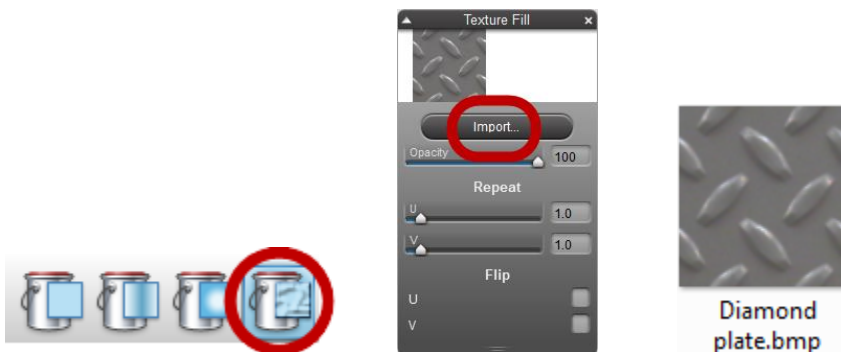 Texture Fill
Import...
Opacity 100
Repeat
U 1.0
V 1.0
Flip
U
V
Diamond
plate.bmp